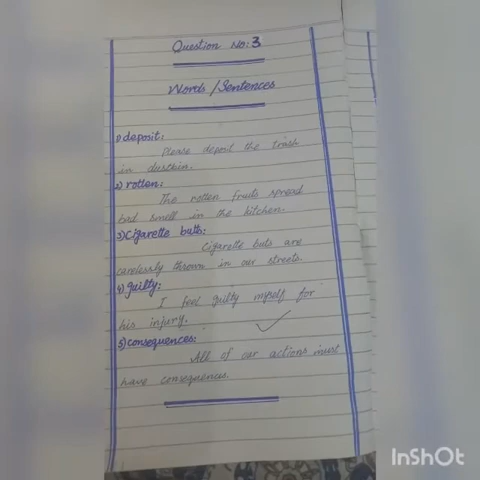 Question No: 3
Words / Sentences
1) deposit:
Please deposit the trash
in dustbin.
2) rotten:
The rotten fruits spread
bad smell in the kitchen.
3) Cigarette butts:
Cigarette buts are
carelessly thrown in our streets.
4) guilty:
I feel guilty myself for
his injury.
5) consequences:
All of our actions must
have consequences.
InShOt